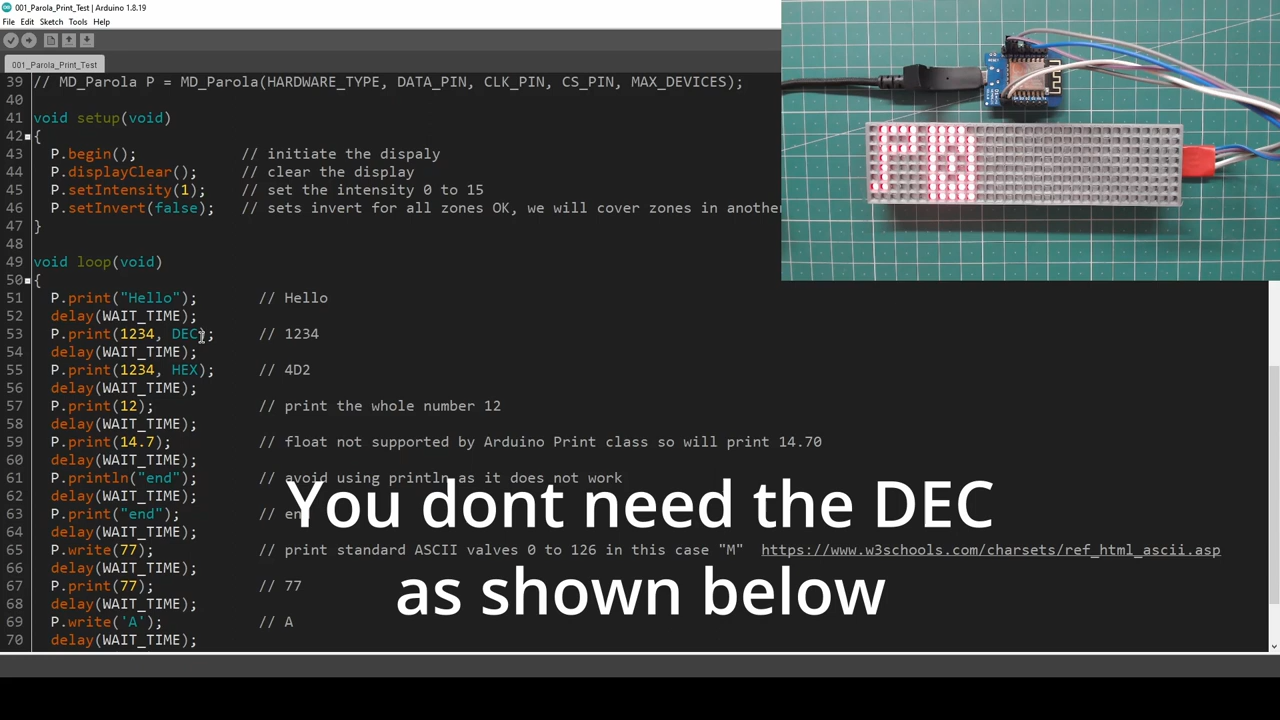 001_Parola_Print_Test | Arduino 1.8.19
File Edit Sketch Tools Help
001_Parola_Print_Test
39 // MD_Parola P = MD_Parola(HARDWARE_TYPE, DATA_PIN, CLK_PIN, CS_PIN, MAX_DEVICES);
40
41 void setup(void)
42 {
43 P.begin(); // initiate the dispaly
44 P.displayClear(); // clear the display
45 P.setIntensity(1); // set the intensity 0 to 15
46 P.setInvert(false); // sets invert for all zones OK, we will cover zones in another
47 }
48
49 void loop(void)
50 {
51 P.print("Hello"); // Hello
52 delay(WAIT_TIME);
53 P.print(1234, DEC); // 1234
54 delay(WAIT_TIME);
55 P.print(1234, HEX); // 4D2
56 delay(WAIT_TIME);
57 P.print(12); // print the whole number 12
58 delay(WAIT_TIME);
59 P.print(14.7); // float not supported by Arduino Print class so will print 14.70
60 delay(WAIT_TIME);
61 P.println("end"); // avoid using println as it does not work
62 delay(WAIT_TIME);
63 P.print("end"); // en
64 delay(WAIT_TIME);
65 P.write(77); // print standard ASCII valves 0 to 126 in this case "M" https://www.w3schools.com/charsets/ref_html_ascii.asp
66 delay(WAIT_TIME);
67 P.print(77); // 77
68 delay(WAIT_TIME);
69 P.write('A'); // A
70 delay(WAIT_TIME);
You dont need the DEC
as shown below